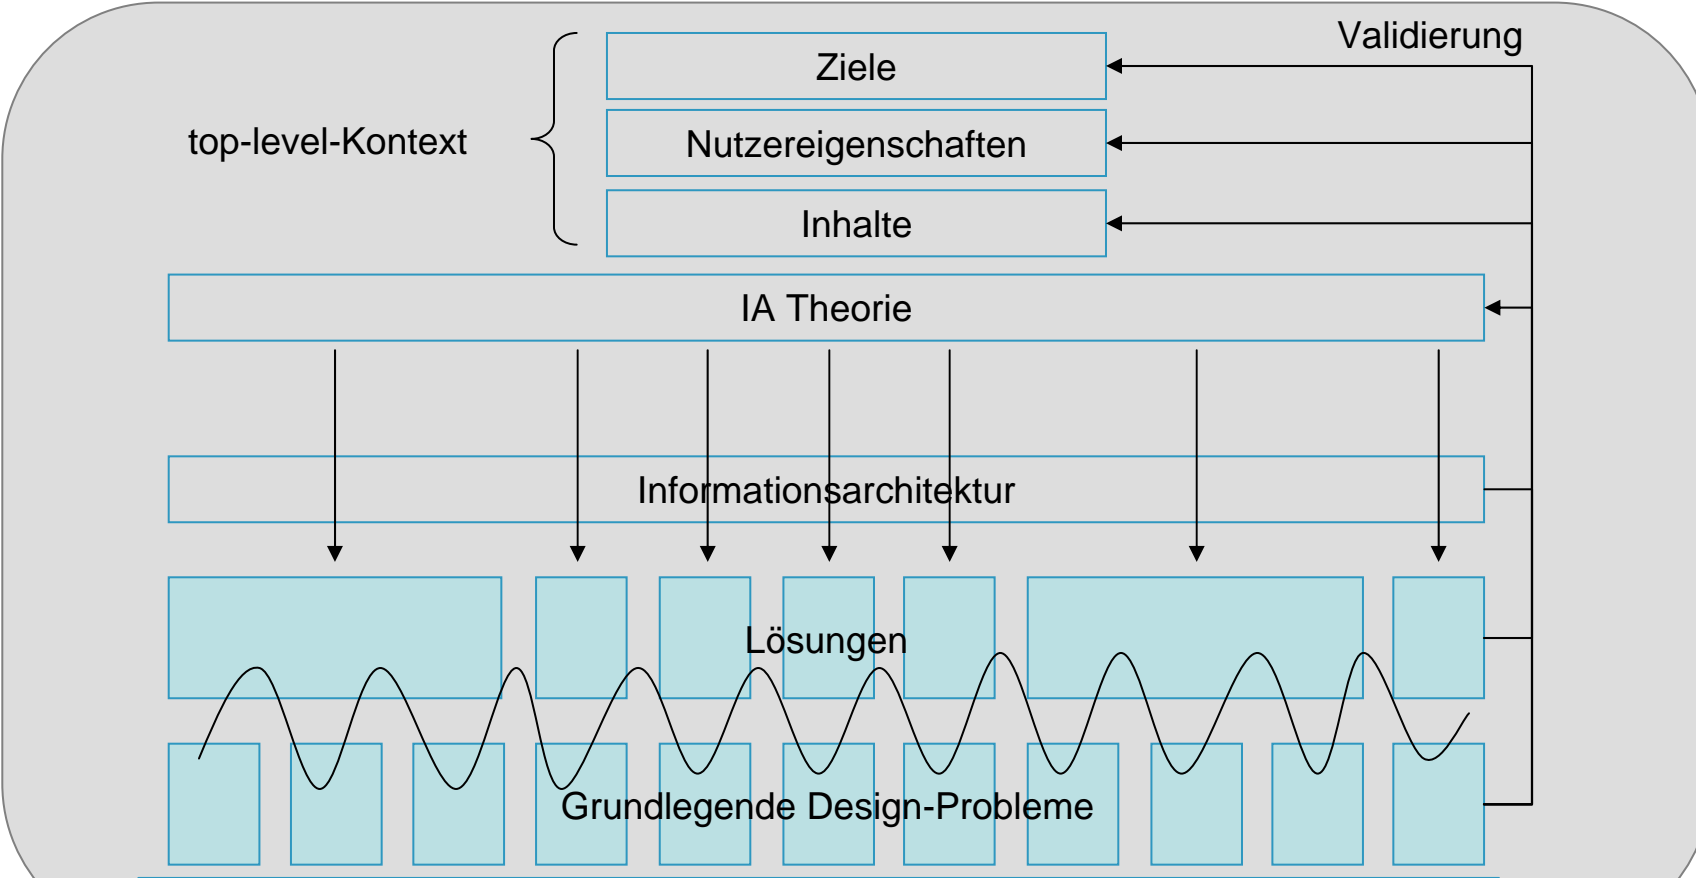 Validierung
Ziele
top-level-Kontext
Nutzereigenschaften
Inhalte
IA Theorie
Informationsarchitektur
Lösungen
Grundlegende Design-Probleme